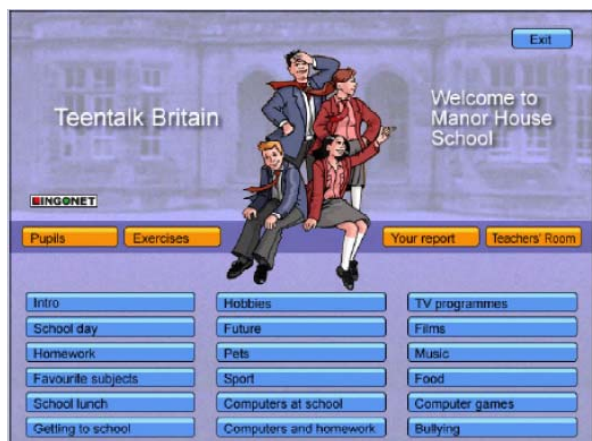 Exit
Teentalk Britain
Welcome to
Manor House
School
LINGONET
Pupils
Exercises
Your report
Teachers' Room
Intro
Hobbies
TV programmes
School day
Future
Films
Homework
Pets
Music
Favourite subjects
Sport
Food
School lunch
Computers at school
Computer games
Getting to school
Computers and homework
Bullying